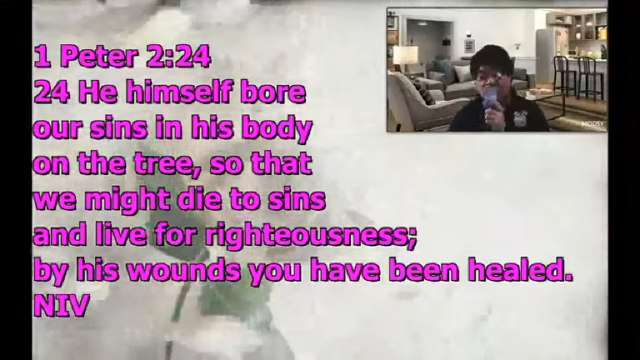 1 Peter 2:24
24 He himself bore
our sins in his body
on the tree, so that
we might die to sins
and live for righteousness;
by his wounds you have been healed.
NIV